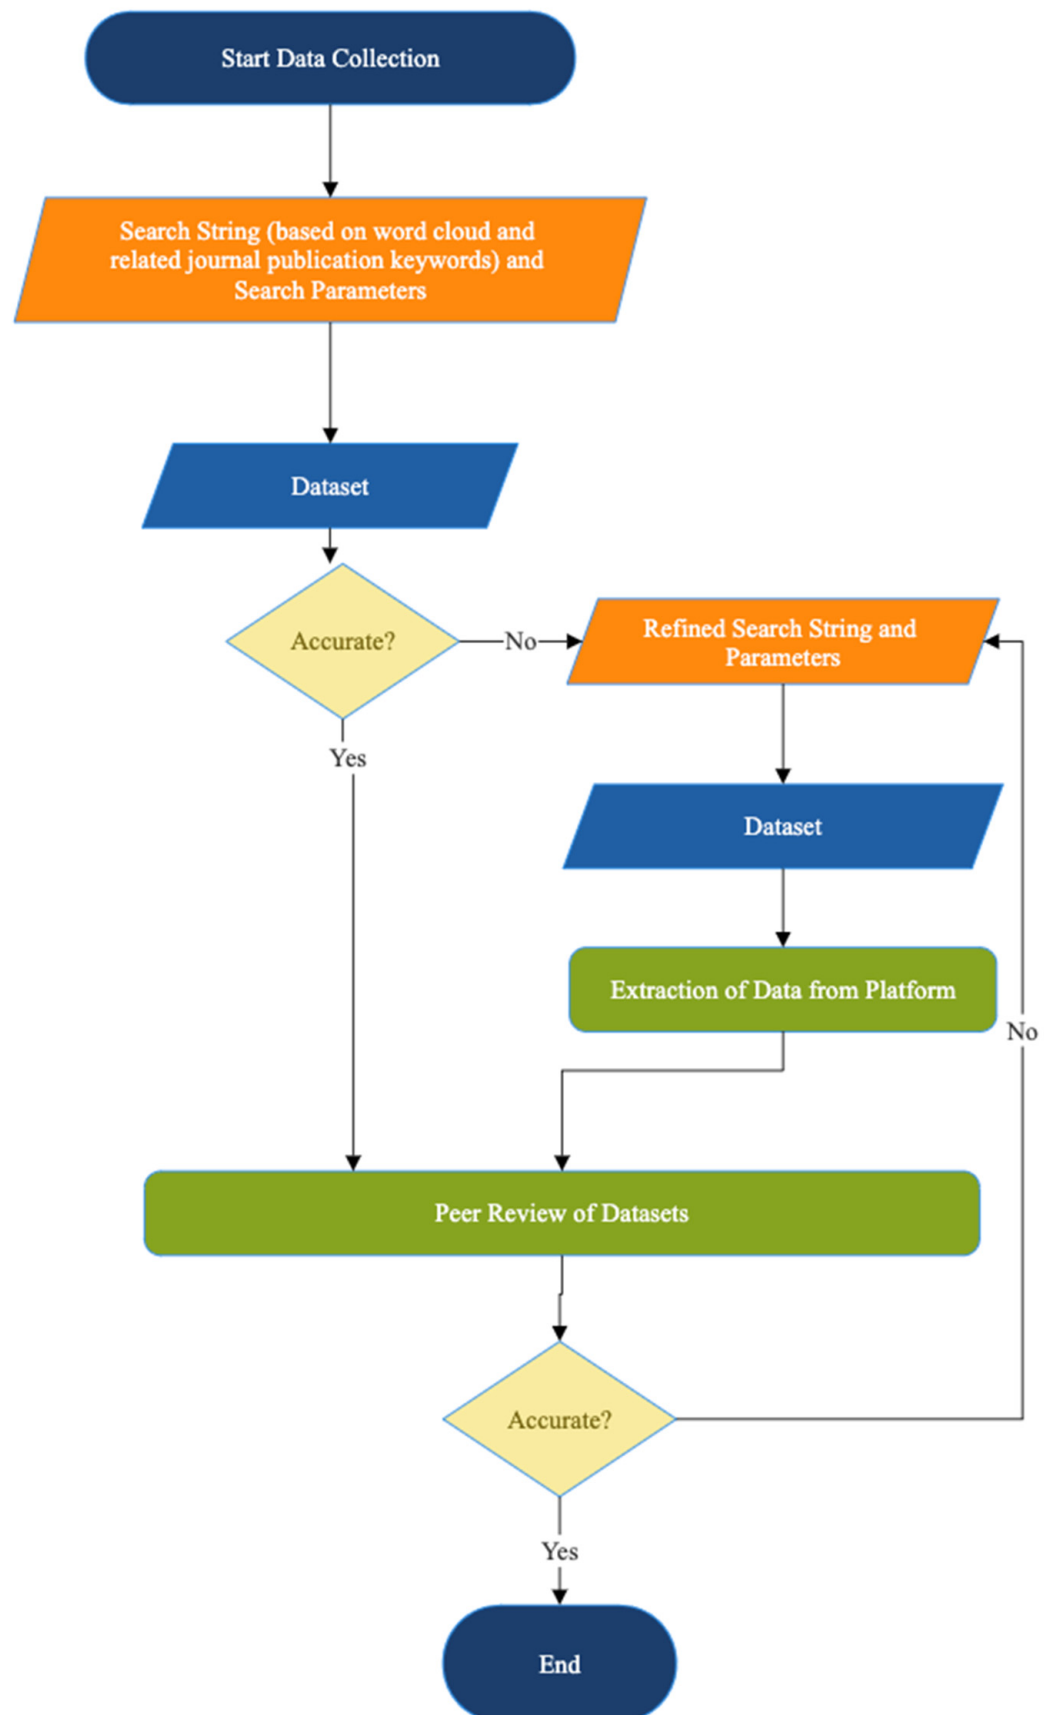 Start Data Collection
Search String (based on word cloud and
related journal publication keywords) and
Search Parameters
Dataset
Accurate?
No
Refined Search String and
Parameters
Yes
Dataset
Extraction of Data from Platform
No
Peer Review of Datasets
Accurate?
Yes
End